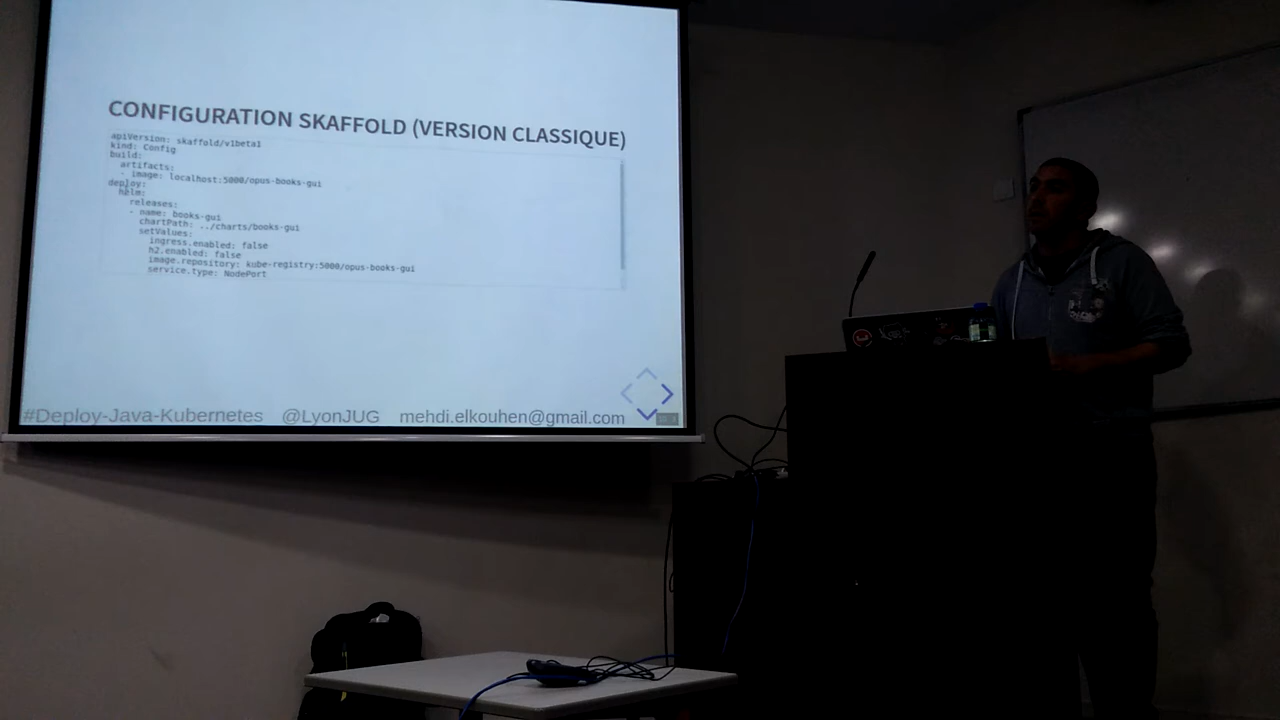 CONFIGURATION SKAFFOLD (VERSION CLASSIQUE)
apiVersion: skaffold/v1beta1
kind: Config
build:
artifacts:
- image: localhost:5000/opus-books-gui
deploy:
helm:
releases:
- name: books-gui
chartPath: ../charts/books-gui
setValues:
ingress.enabled: false
h2.enabled: false
image.repository: kube-registry:5000/opus-books-gui
service.type: NodePort
#Deploy-Java-Kubernetes @LyonJUG mehdi.elkouhen@gmail.com